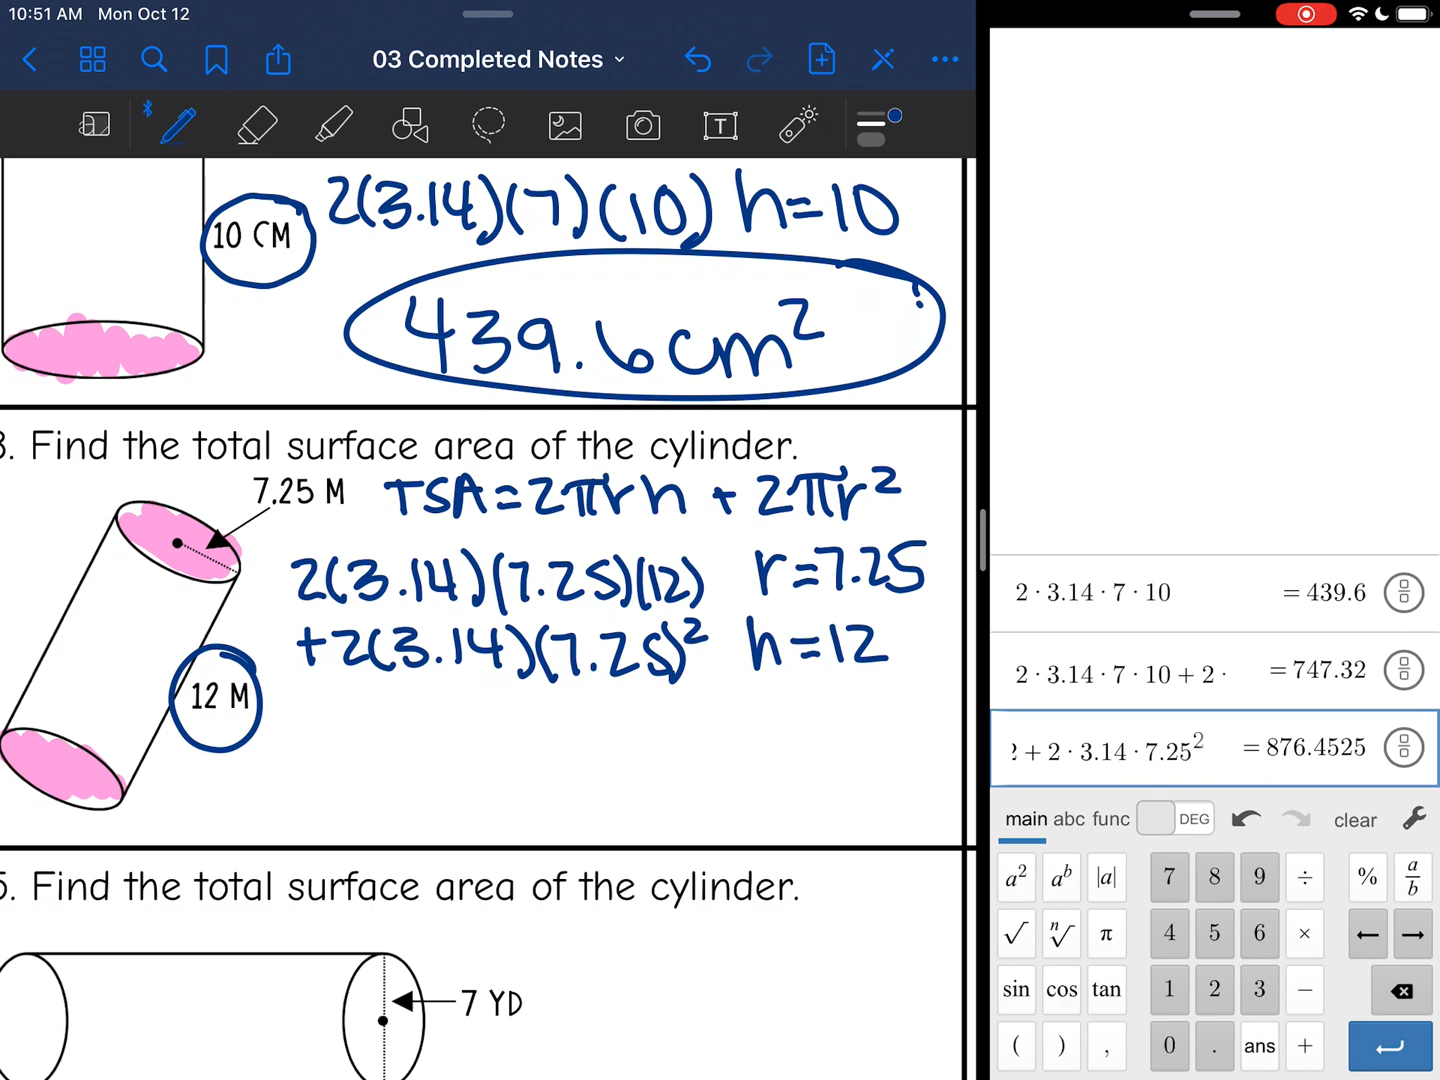 10:51 AM Mon Oct 12
03 Completed Notes
T
2(3.14)(7)(10) h=10
10 CM
439.6cm²
3. Find the total surface area of the cylinder.
7.25 M
TSA=2πrh + 2πr²
2(3.14)(7.25)(12) r=7.25
+2(3.14)(7.25)² h=12
12 M
5. Find the total surface area of the cylinder.
7 YD
2 · 3.14 · 7 · 10 = 439.6
2 · 3.14 · 7 · 10 + 2 · = 747.32
2 + 2 · 3.14 · 7.25² = 876.4525
main abc func DEG clear
a² aᵇ |a| 7 8 9 ÷ % a/b
√ ⁿ√ π 4 5 6 × ← →
sin cos tan 1 2 3 −
( ) , 0 . ans +